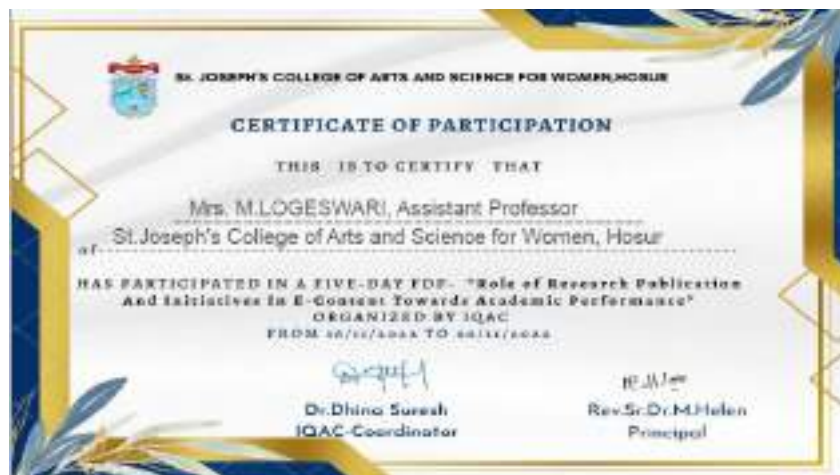 St. JOSEPH'S COLLEGE OF ARTS AND SCIENCE FOR WOMEN,HOSUR
CERTIFICATE OF PARTICIPATION
THIS IS TO CERTIFY THAT
Mrs. M.LOGESWARI, Assistant Professor
of St.Joseph's College of Arts and Science for Women, Hosur
HAS PARTICIPATED IN A FIVE-DAY FDP- "Role of Research Publication
And Initiatives In E-Content Towards Academic Performance"
ORGANIZED BY IQAC
FROM TO
Dr.Dhina Suresh
IQAC-Coordinator
Rev.Sr.Dr.M.Helen
Principal